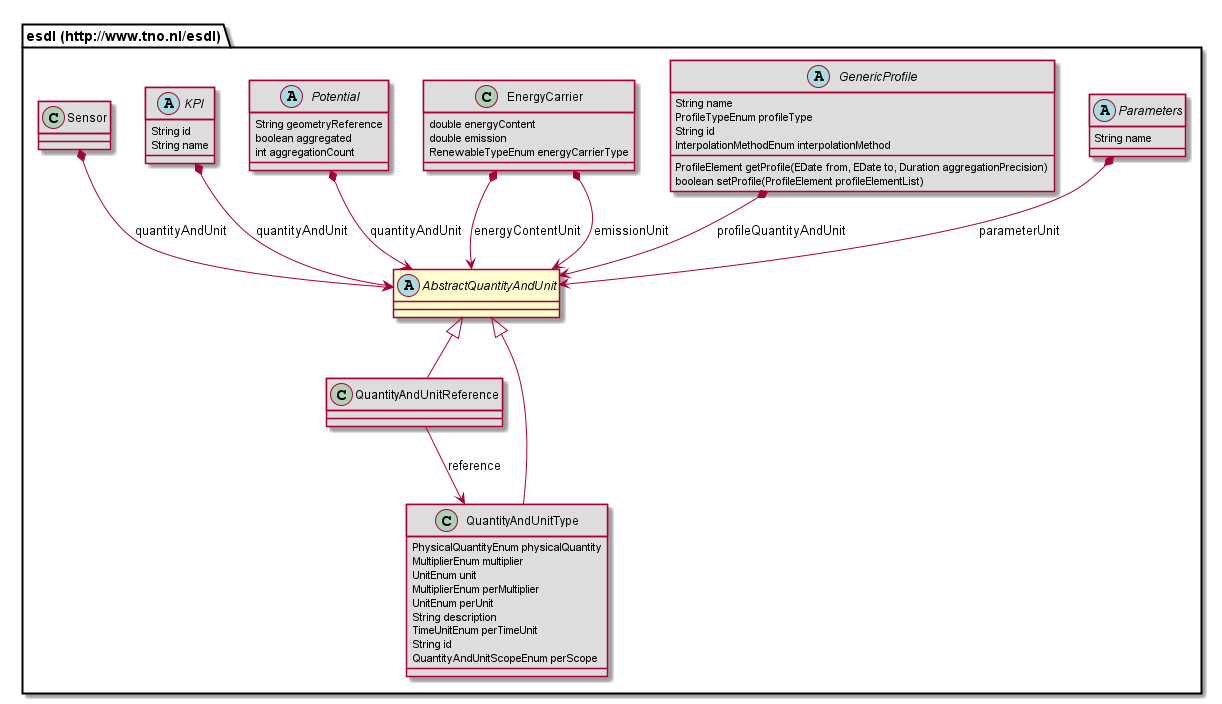 esdl (http://www.tno.nl/esdl)
C Sensor
A KPI
String id
String name
A Potential
String geometryReference
boolean aggregated
int aggregationCount
C EnergyCarrier
double energyContent
double emission
RenewableTypeEnum energyCarrierType
A GenericProfile
String name
ProfileTypeEnum profileType
String id
InterpolationMethodEnum interpolationMethod
ProfileElement getProfile(EDate from, EDate to, Duration aggregationPrecision)
boolean setProfile(ProfileElement profileElementList)
A Parameters
String name
quantityAndUnit
quantityAndUnit
quantityAndUnit
energyContentUnit
emissionUnit
profileQuantityAndUnit
parameterUnit
A AbstractQuantityAndUnit
C QuantityAndUnitReference
reference
C QuantityAndUnitType
PhysicalQuantityEnum physicalQuantity
MultiplierEnum multiplier
UnitEnum unit
MultiplierEnum perMultiplier
UnitEnum perUnit
String description
TimeUnitEnum perTimeUnit
String id
QuantityAndUnitScopeEnum perScope